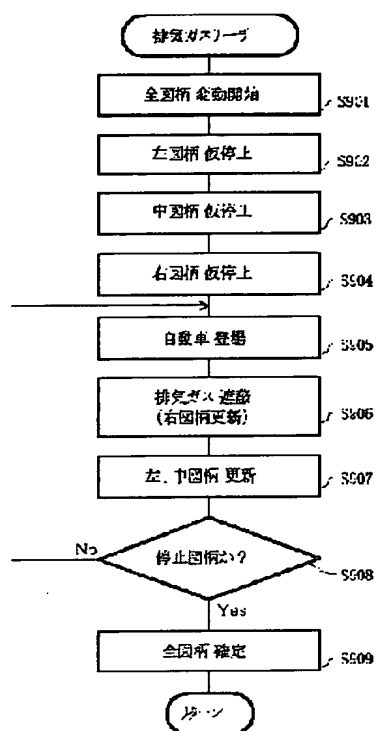 排気ガスリーチ
全図柄 変動開始
S901
左図柄 仮停止
S902
中図柄 仮停止
S903
右図柄 仮停止
S904
自動車 登場
S905
排気ガス 遮蔽
(右図柄更新)
S906
左、中図柄 更新
S907
停止図柄か?
No
S908
Yes
全図柄 確定
S909
リターン